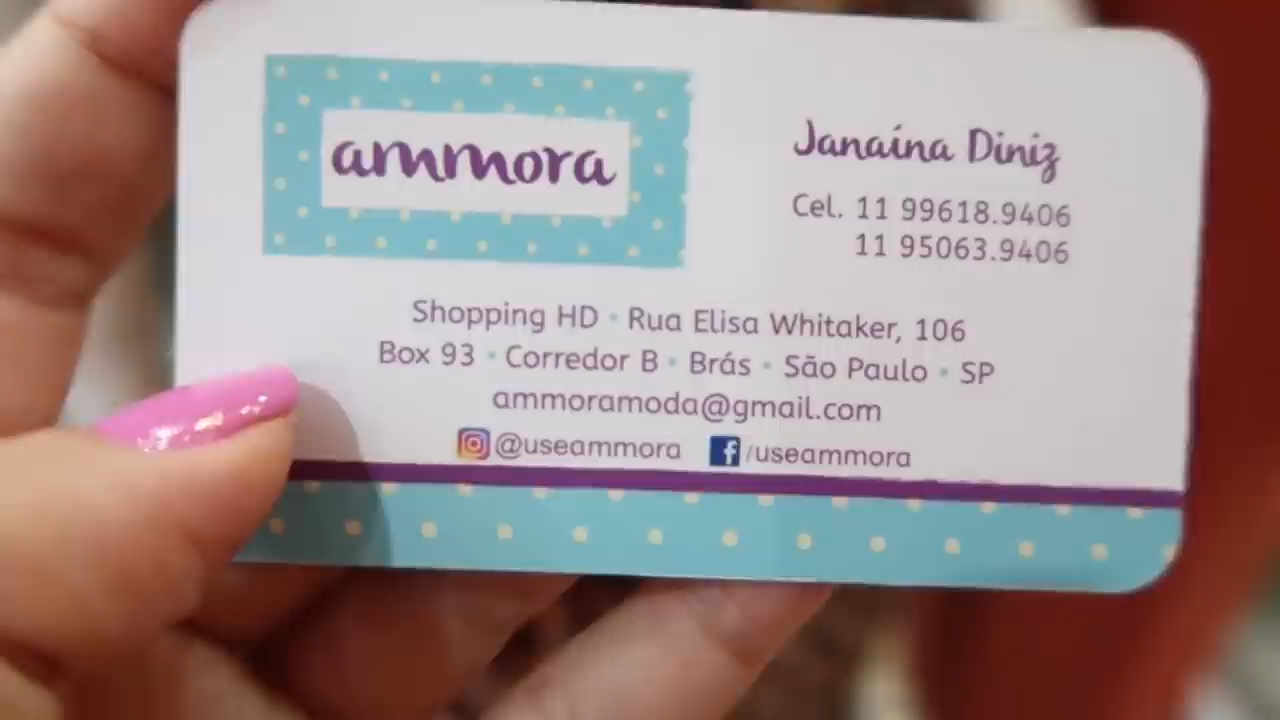 ammora
Janaína Diniz
Cel. 11 99618.9406
11 95063.9406
Shopping HD • Rua Elisa Whitaker, 106
Box 93 • Corredor B • Brás • São Paulo • SP
ammoramoda@gmail.com
@useammora f /useammora